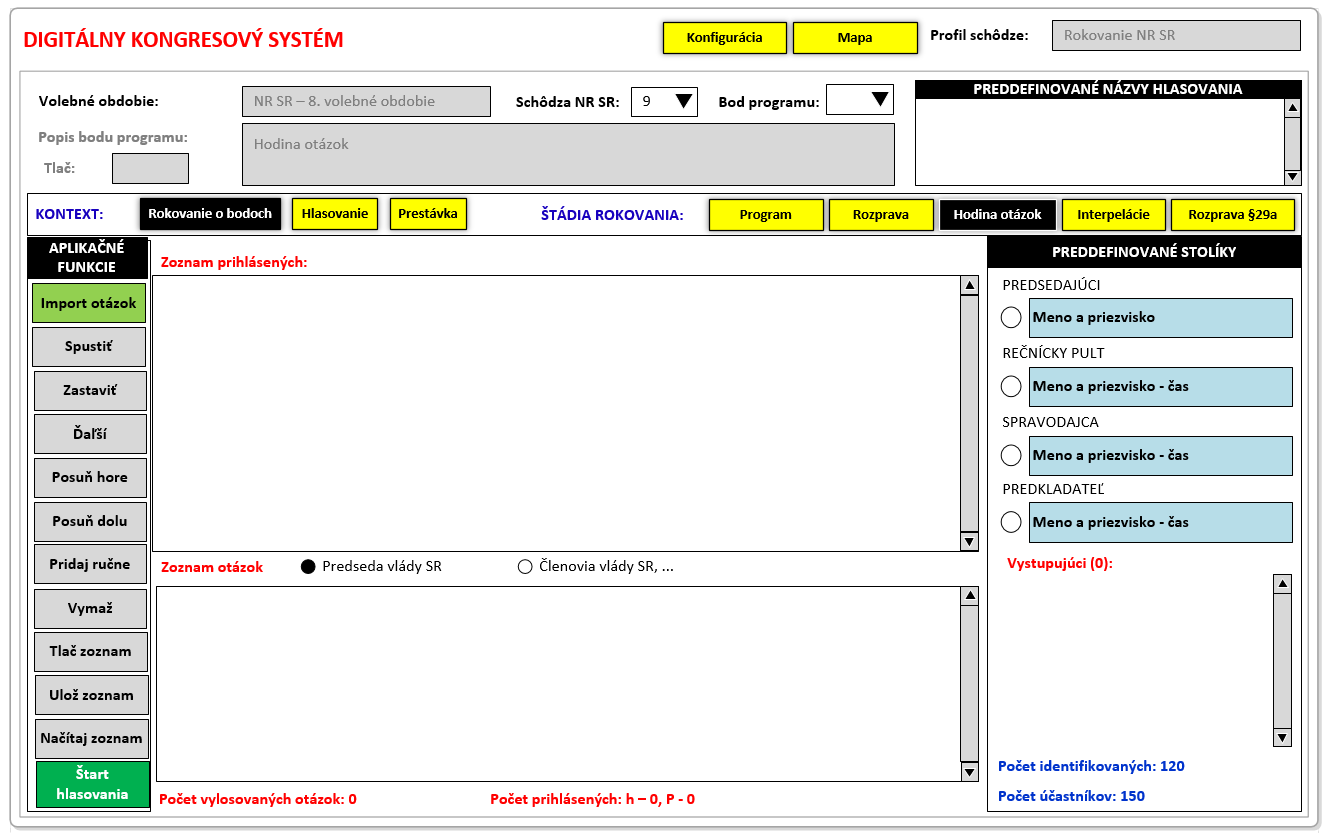 DIGITÁLNY KONGRESOVÝ SYSTÉM
Konfigurácia
Mapa
Profil schôdze:
Rokovanie NR SR
Volebné obdobie:
NR SR – 8. volebné obdobie
Schôdza NR SR:
9
Bod programu:
PREDDEFINOVANÉ NÁZVY HLASOVANIA
Popis bodu programu:
Hodina otázok
Tlač:
KONTEXT:
Rokovanie o bodoch
Hlasovanie
Prestávka
ŠTÁDIA ROKOVANIA:
Program
Rozprava
Hodina otázok
Interpelácie
Rozprava §29a
APLIKAČNÉ
FUNKCIE
Import otázok
Spustiť
Zastaviť
Ďaľší
Posuň hore
Posuň dolu
Pridaj ručne
Vymaž
Tlač zoznam
Ulož zoznam
Načítaj zoznam
Štart
hlasovania
Zoznam prihlásených:
Zoznam otázok
Predseda vlády SR
Členovia vlády SR, ...
Počet vylosovaných otázok: 0
Počet prihlásených: h – 0, P - 0
PREDDEFINOVANÉ STOLÍKY
PREDSEDAJÚCI
Meno a priezvisko
REČNÍCKY PULT
Meno a priezvisko - čas
SPRAVODAJCA
Meno a priezvisko - čas
PREDKLADATEĽ
Meno a priezvisko - čas
Vystupujúci (0):
Počet identifikovaných: 120
Počet účastníkov: 150